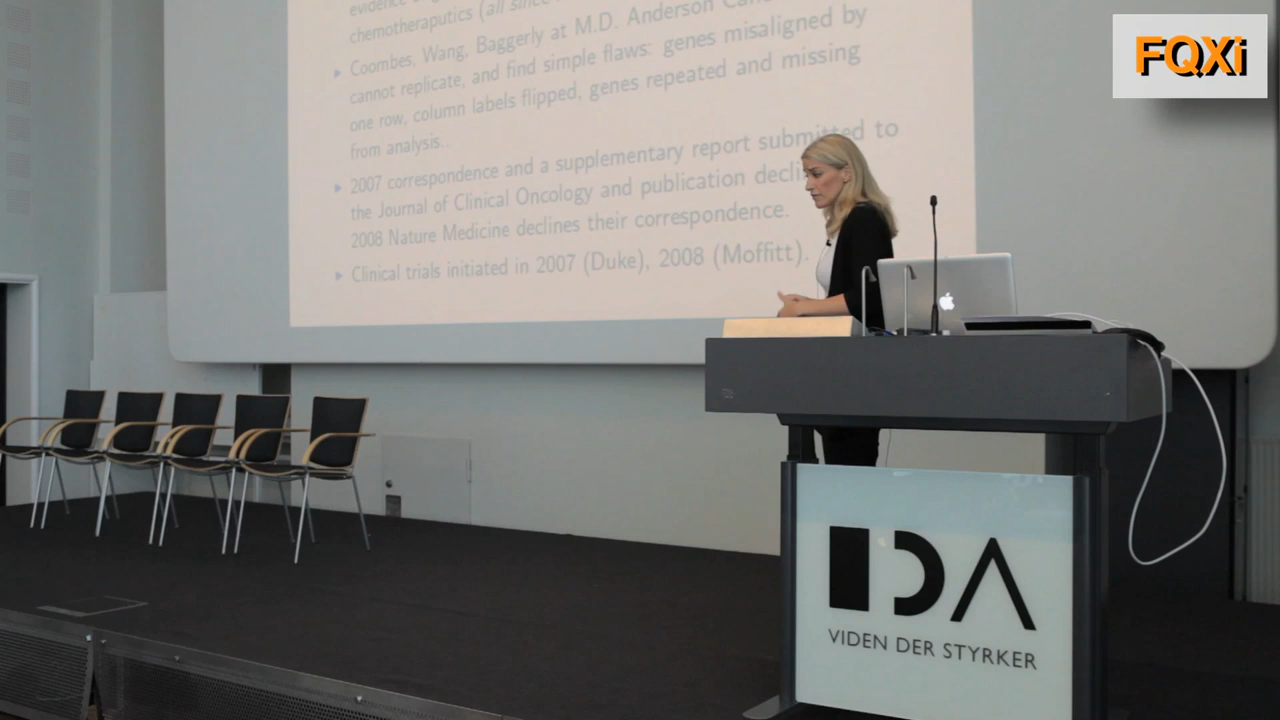 evidence
chemotheraputics (all since
Coombes, Wang, Baggerly at M.D. Anderson
cannot replicate, and find simple flaws: genes misaligned by
one row, column labels flipped, genes repeated and missing
from analysis..
2007 correspondence and a supplementary report submitted to
the Journal of Clinical Oncology and publication
2008 Nature Medicine declines their correspondence.
Clinical trials initiated in 2007 (Duke), 2008 (Moffitt).
FQXi
IDA
VIDEN DER STYRKER